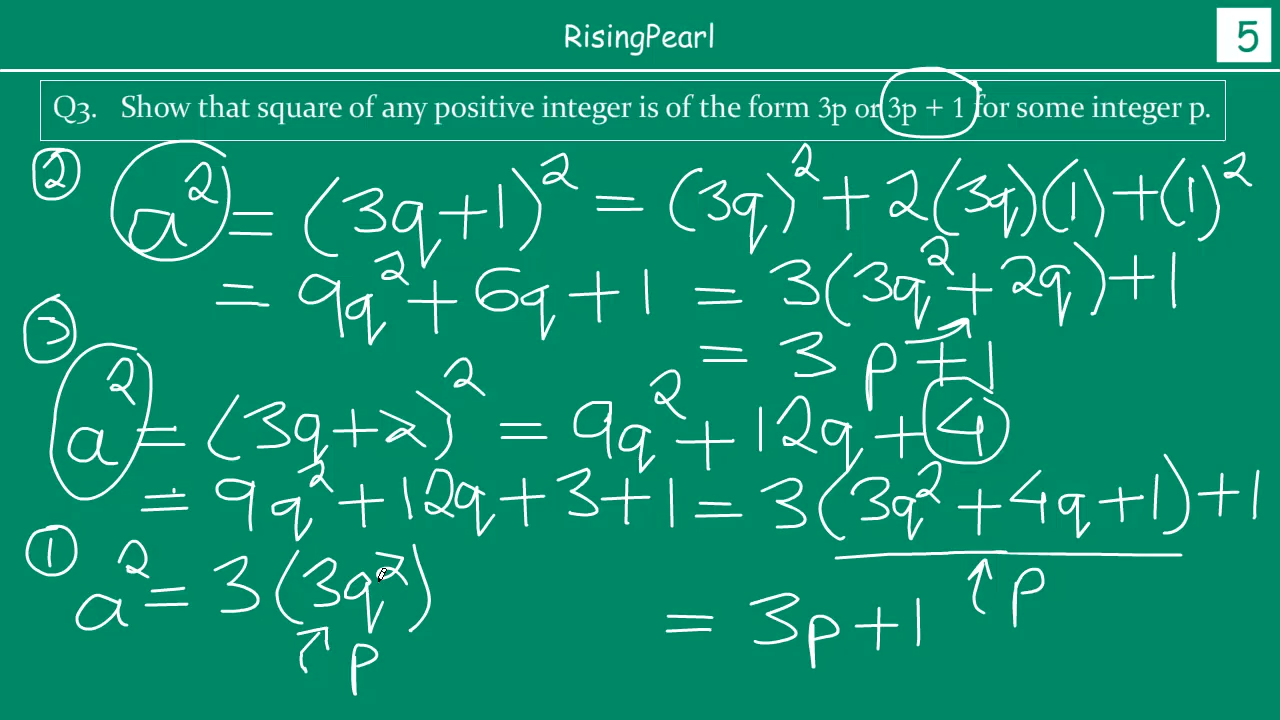 RisingPearl
5
Q3. Show that square of any positive integer is of the form 3p or 3p + 1 for some integer p.
② a² = (3q+1)² = (3q)² + 2(3q)(1) + (1)²
= 9q² + 6q + 1 = 3(3q² + 2q) + 1
= 3 p + 1
③ a² = (3q+2)² = 9q² + 12q + 4
= 9q² + 12q + 3 + 1 = 3(3q² + 4q + 1) + 1
① a² = 3(3q²)
↑ p
↑ p
= 3p + 1